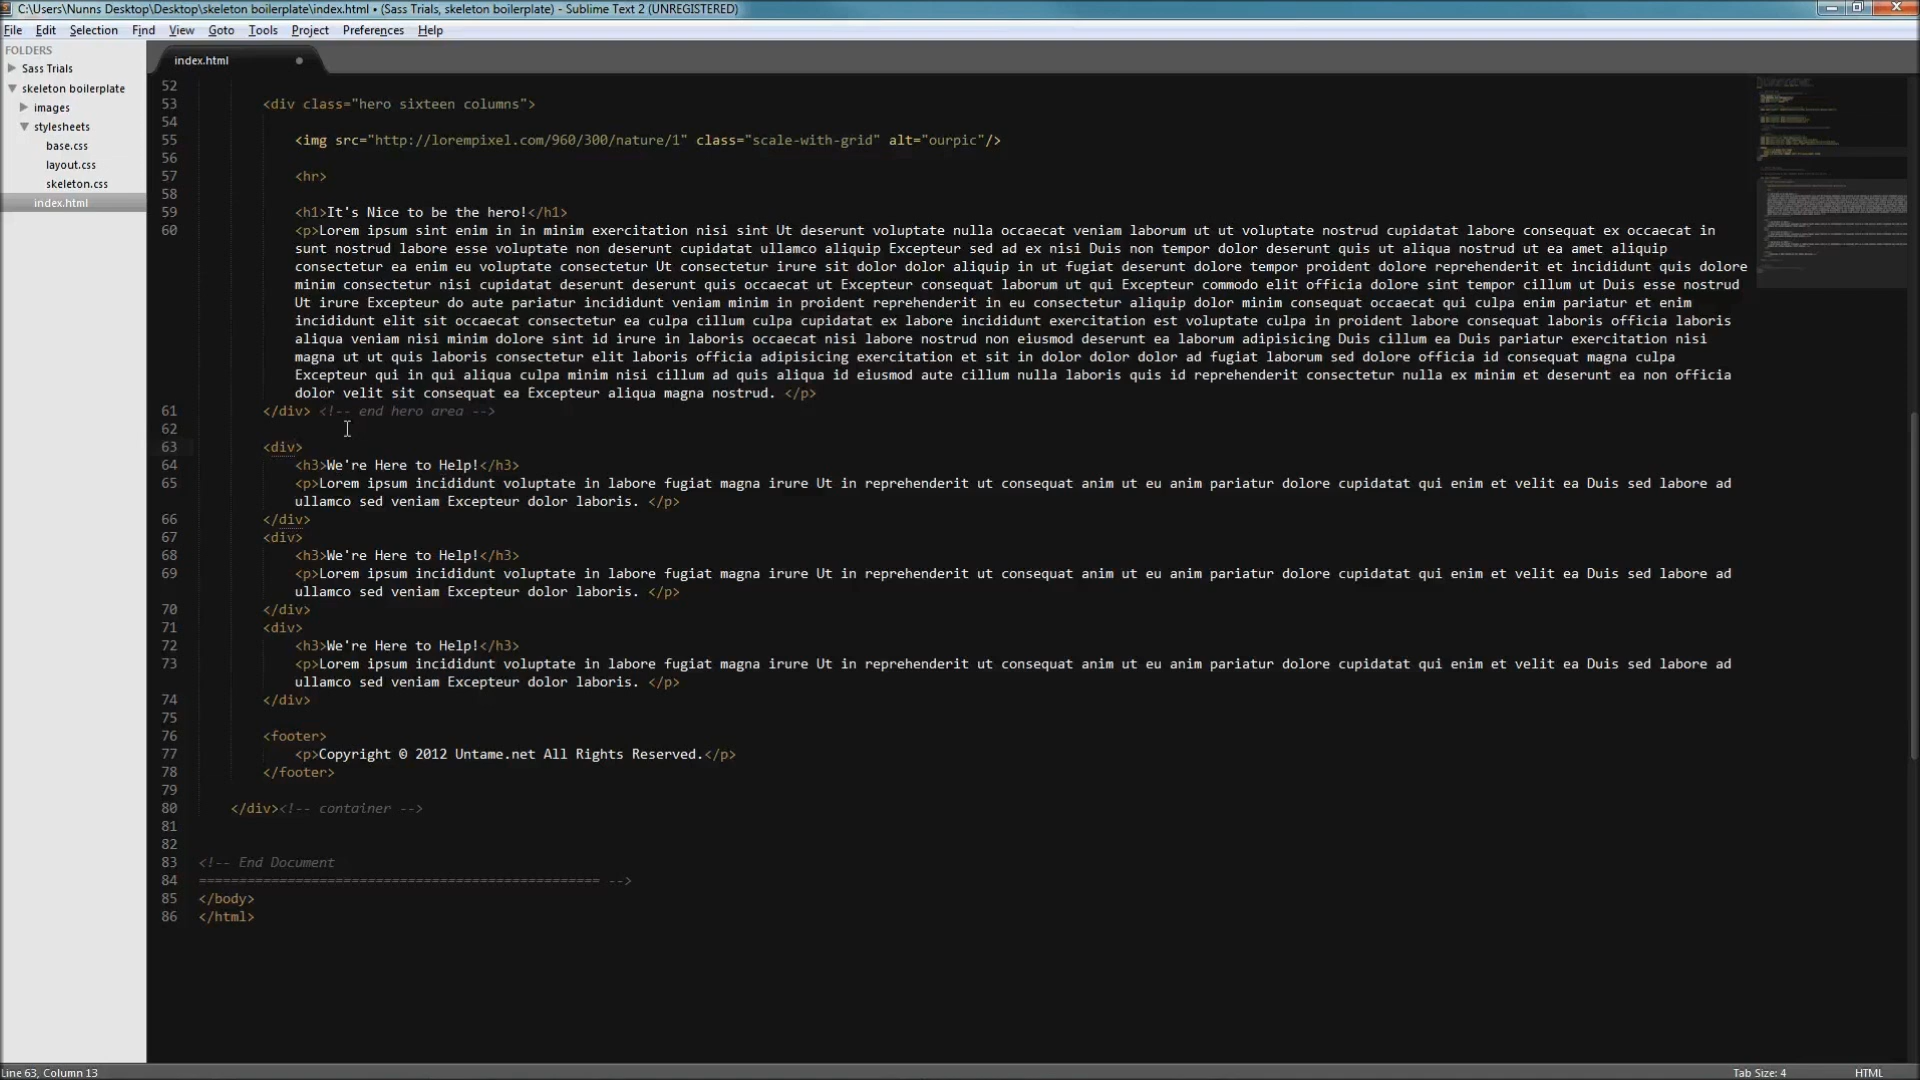 C:\Users\Nunns Desktop\Desktop\skeleton boilerplate\index.html • (Sass Trials, skeleton boilerplate) - Sublime Text 2 (UNREGISTERED)
File Edit Selection Find View Goto Tools Project Preferences Help
FOLDERS
Sass Trials
skeleton boilerplate
images
stylesheets
base.css
layout.css
skeleton.css
index.html
index.html
52
53 <div class="hero sixteen columns">
54
55 <img src="http://lorempixel.com/960/300/nature/1" class="scale-with-grid" alt="ourpic"/>
56
57 <hr>
58
59 <h1>It's Nice to be the hero!</h1>
60 <p>Lorem ipsum sint enim in in minim exercitation nisi sint Ut deserunt voluptate nulla occaecat veniam laborum ut ut voluptate nostrud cupidatat labore consequat ex occaecat in
sunt nostrud labore esse voluptate non deserunt cupidatat ullamco aliquip Excepteur sed ad ex nisi Duis non tempor dolor deserunt quis ut aliqua nostrud ut ea amet aliquip
consectetur ea enim eu voluptate consectetur Ut consectetur irure sit dolor dolor aliquip in ut fugiat deserunt dolore tempor proident dolore reprehenderit et incididunt quis dolore
minim consectetur nisi cupidatat deserunt deserunt quis occaecat ut Excepteur consequat laborum ut qui Excepteur commodo elit officia dolore sint tempor cillum ut Duis esse nostrud
Ut irure Excepteur do aute pariatur incididunt veniam minim in proident reprehenderit in eu consectetur aliquip dolor minim consequat occaecat qui culpa enim pariatur et enim
incididunt elit sit occaecat consectetur ea culpa cillum culpa cupidatat ex labore incididunt exercitation est voluptate culpa in proident labore consequat laboris officia laboris
aliqua veniam nisi minim dolore sint id irure in laboris occaecat nisi labore nostrud non eiusmod deserunt ea laborum adipisicing Duis cillum ea Duis pariatur exercitation nisi
magna ut ut quis laboris consectetur elit laboris officia adipisicing exercitation et sit in dolor dolor dolor ad fugiat laborum sed dolore officia id consequat magna culpa
Excepteur qui in qui aliqua culpa minim nisi cillum ad quis aliqua id eiusmod aute cillum nulla laboris quis id reprehenderit consectetur nulla ex minim et deserunt ea non officia
dolor velit sit consequat ea Excepteur aliqua magna nostrud. </p>
61 </div> <!-- end hero area -->
62
63 <div>
64 <h3>We're Here to Help!</h3>
65 <p>Lorem ipsum incididunt voluptate in labore fugiat magna irure Ut in reprehenderit ut consequat anim ut eu anim pariatur dolore cupidatat qui enim et velit ea Duis sed labore ad
ullamco sed veniam Excepteur dolor laboris. </p>
66 </div>
67 <div>
68 <h3>We're Here to Help!</h3>
69 <p>Lorem ipsum incididunt voluptate in labore fugiat magna irure Ut in reprehenderit ut consequat anim ut eu anim pariatur dolore cupidatat qui enim et velit ea Duis sed labore ad
ullamco sed veniam Excepteur dolor laboris. </p>
70 </div>
71 <div>
72 <h3>We're Here to Help!</h3>
73 <p>Lorem ipsum incididunt voluptate in labore fugiat magna irure Ut in reprehenderit ut consequat anim ut eu anim pariatur dolore cupidatat qui enim et velit ea Duis sed labore ad
ullamco sed veniam Excepteur dolor laboris. </p>
74 </div>
75
76 <footer>
77 <p>Copyright © 2012 Untame.net All Rights Reserved.</p>
78 </footer>
79
80 </div><!-- container -->
81
82
83 <!-- End Document
84 ================================================== -->
85 </body>
86 </html>
Line 63, Column 13
Tab Size: 4
HTML